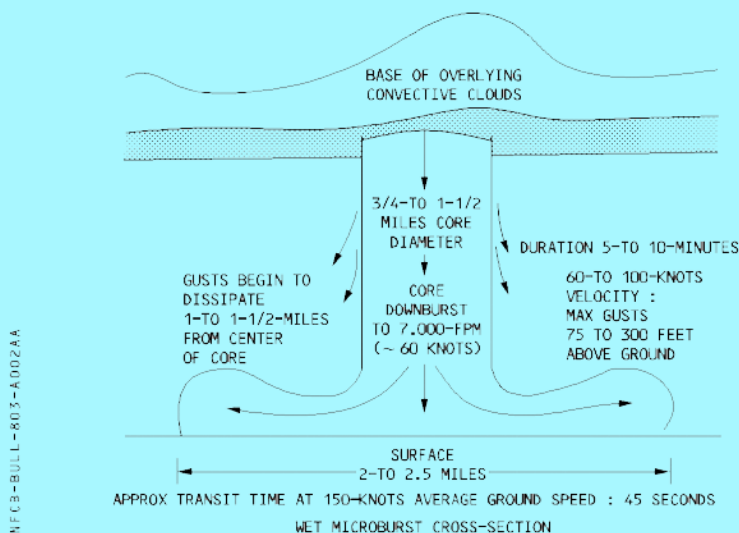 BASE OF OVERLYING
CONVECTIVE CLOUDS
3/4-TO 1-1/2
MILES CORE
DIAMETER
DURATION 5-TO 10-MINUTES
GUSTS BEGIN TO
DISSIPATE
1-TO 1-1/2-MILES
FROM CENTER
OF CORE
CORE
DOWNBURST
TO 7.000-FPM
(~ 60 KNOTS)
60-TO 100-KNOTS
VELOCITY :
MAX GUSTS
75 TO 300 FEET
ABOVE GROUND
SURFACE
2-TO 2.5 MILES
APPROX TRANSIT TIME AT 150-KNOTS AVERAGE GROUND SPEED : 45 SECONDS
WET MICROBURST CROSS-SECTION
NFCB-BULL-803-A002AA